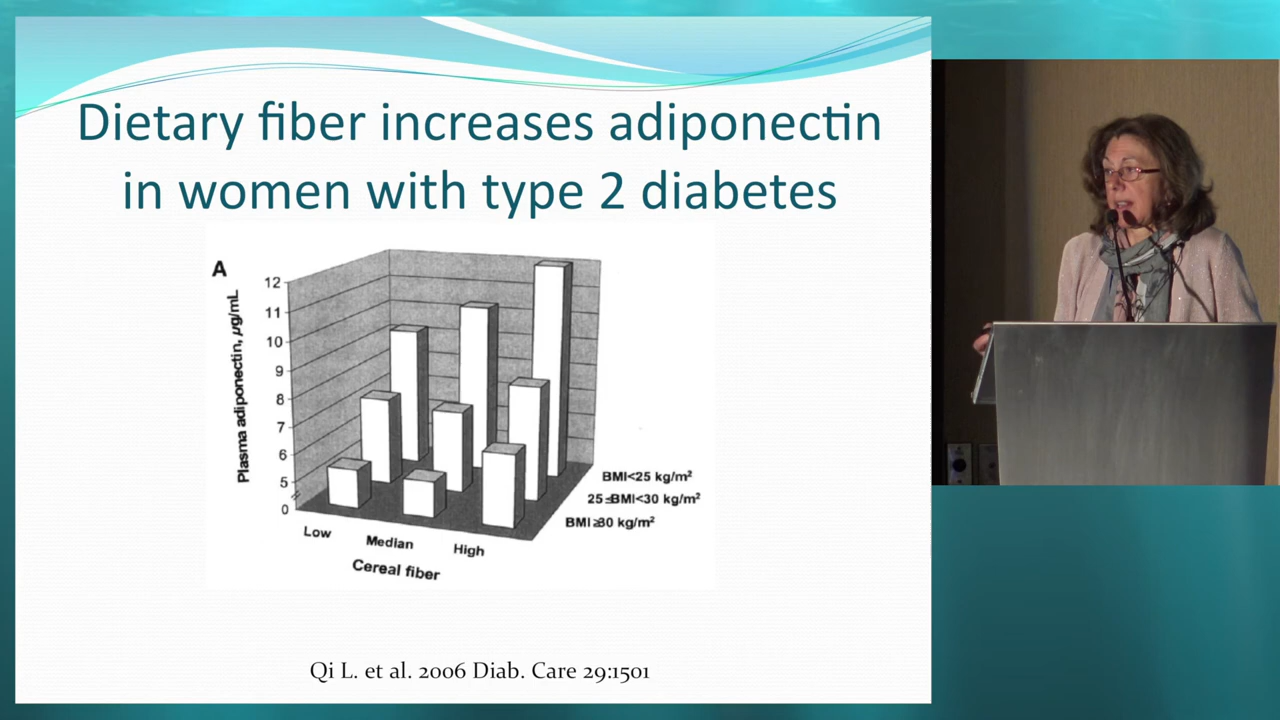 Dietary fiber increases adiponectin
in women with type 2 diabetes
A
Plasma adiponectin, µg/mL
12
11
10
9
8
7
6
5
0
BMI<25 kg/m²
25≤BMI<30 kg/m²
BMI≥30 kg/m²
Low
Median
High
Cereal fiber
Qi L. et al. 2006 Diab. Care 29:1501